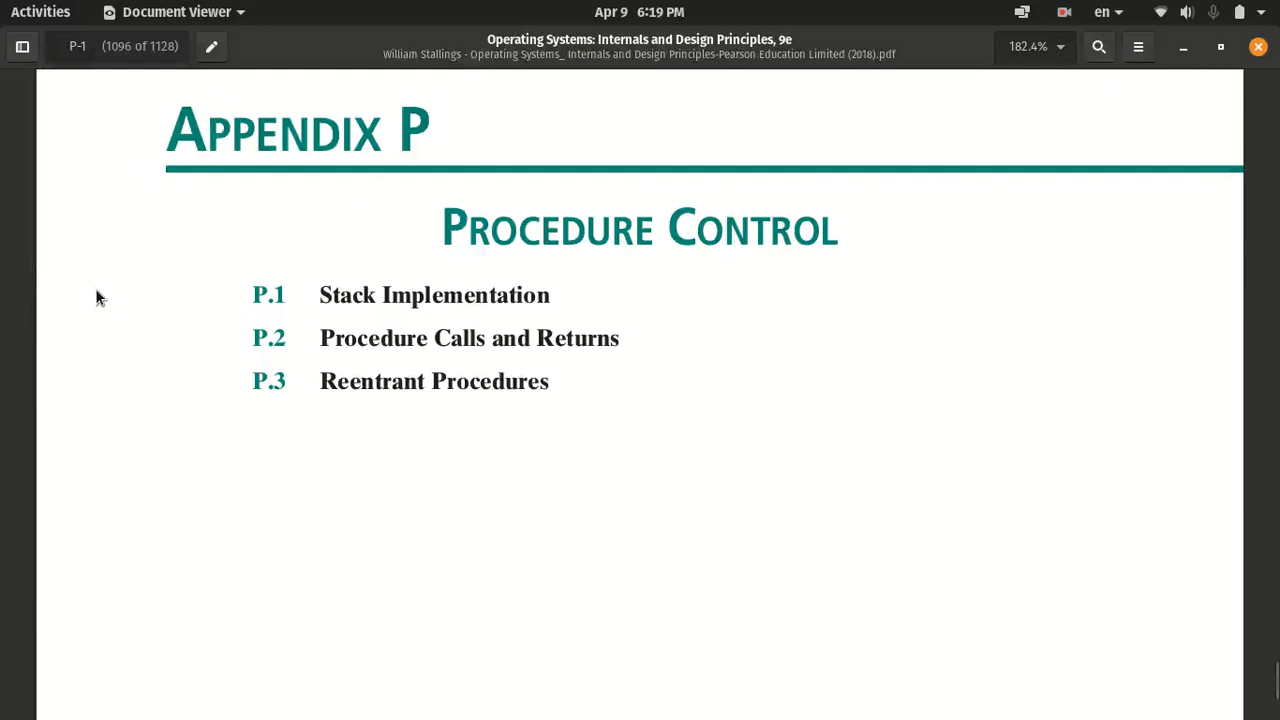 Activities Document Viewer Apr 9 6:19 PM en
P-1 (1096 of 1128) Operating Systems: Internals and Design Principles, 9e 182.4%
William Stallings - Operating Systems_ Internals and Design Principles-Pearson Education Limited (2018).pdf
APPENDIX P
PROCEDURE CONTROL
P.1 Stack Implementation
P.2 Procedure Calls and Returns
P.3 Reentrant Procedures